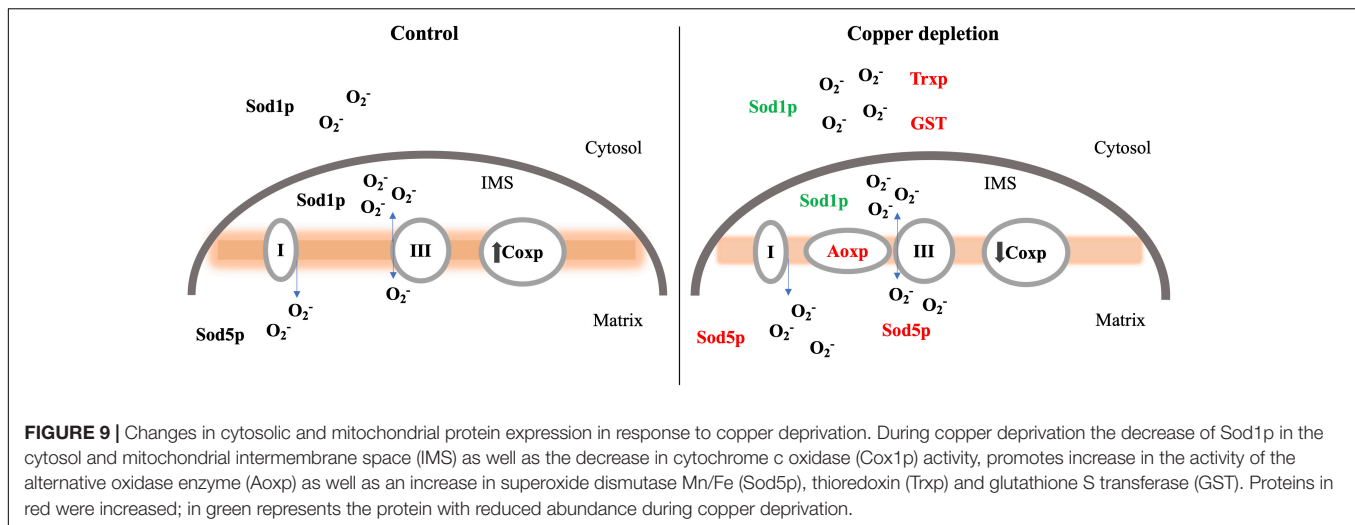 Control
Sod1p
O2-
O2-
Cytosol
IMS
Sod1p
O2-
O2-
O2-
I
III
⬆Coxp
O2-
O2-
O2-
Sod5p
Matrix
Copper depletion
Sod1p
O2-
O2-
Trxp
O2-
O2-
GST
Cytosol
IMS
Sod1p
O2-
O2-
O2-
I
Aoxp
III
⬇Coxp
O2-
O2-
O2-
O2-
O2-
Sod5p
Sod5p
Matrix
FIGURE 9 | Changes in cytosolic and mitochondrial protein expression in response to copper deprivation. During copper deprivation the decrease of Sod1p in the
cytosol and mitochondrial intermembrane space (IMS) as well as the decrease in cytochrome c oxidase (Cox1p) activity, promotes increase in the activity of the
alternative oxidase enzyme (Aoxp) as well as an increase in superoxide dismutase Mn/Fe (Sod5p), thioredoxin (Trxp) and glutathione S transferase (GST). Proteins in
red were increased; in green represents the protein with reduced abundance during copper deprivation.